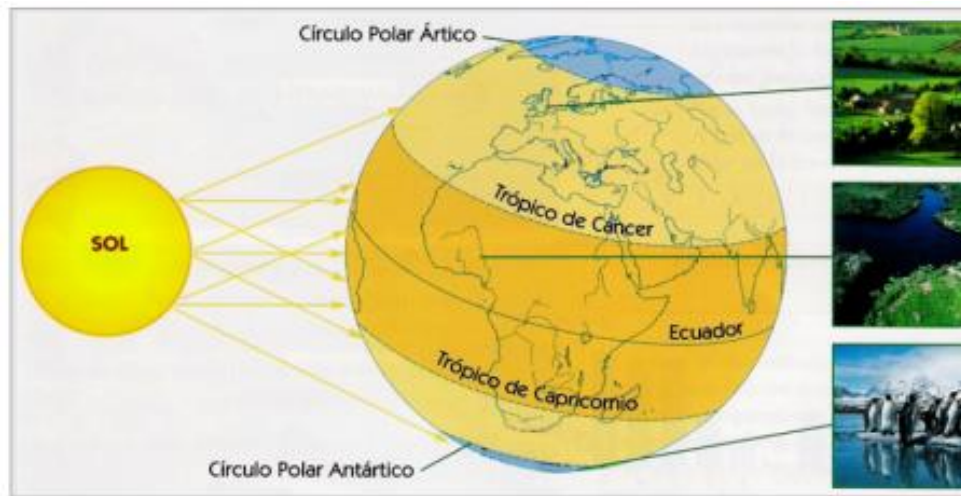 Círculo Polar Ártico
SOL
Trópico de Cáncer
Ecuador
Trópico de Capricornio
Círculo Polar Antártico